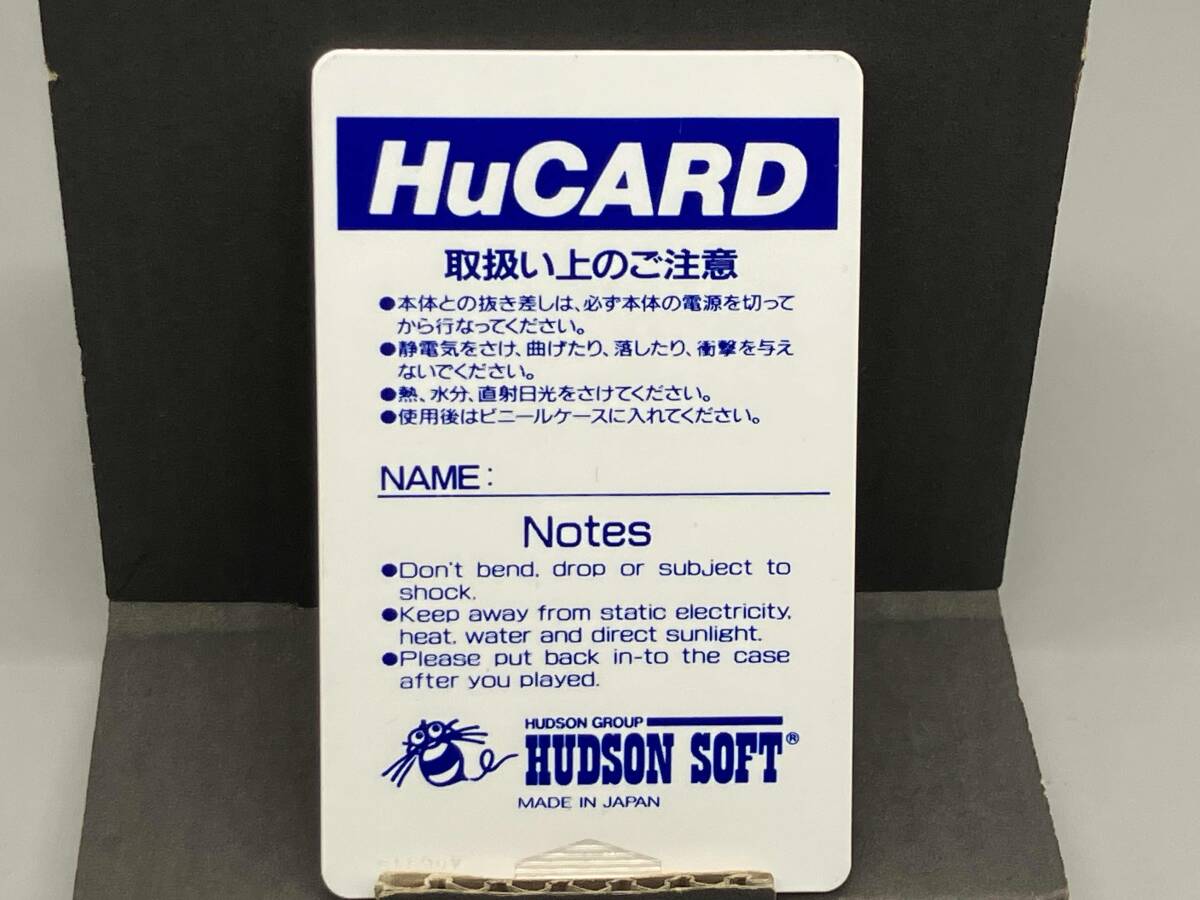 HuCARD
取扱い上のご注意
●本体との抜き差しは、必ず本体の電源を切って
から行なってください。
●静電気をさけ、曲げたり、落したり、衝撃を与え
ないでください。
●熱、水分、直射日光をさけてください。
●使用後はビニールケースに入れてください。
NAME:
Notes
●Don't bend, drop or subject to
shock.
●Keep away from static electricity,
heat, water and direct sunlight.
●Please put back in-to the case
after you played.
HUDSON GROUP
HUDSON SOFT®
MADE IN JAPAN